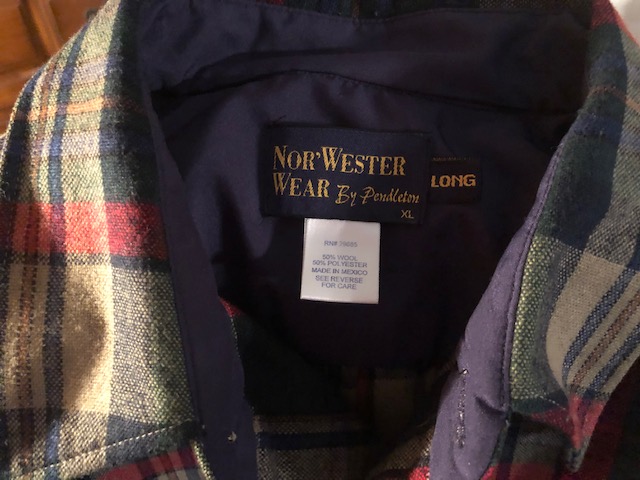 NOR'WESTER
WEAR By Pendleton
XL
LONG
RN# 29685
50% WOOL
50% POLYESTER
MADE IN MEXICO
SEE REVERSE
FOR CARE